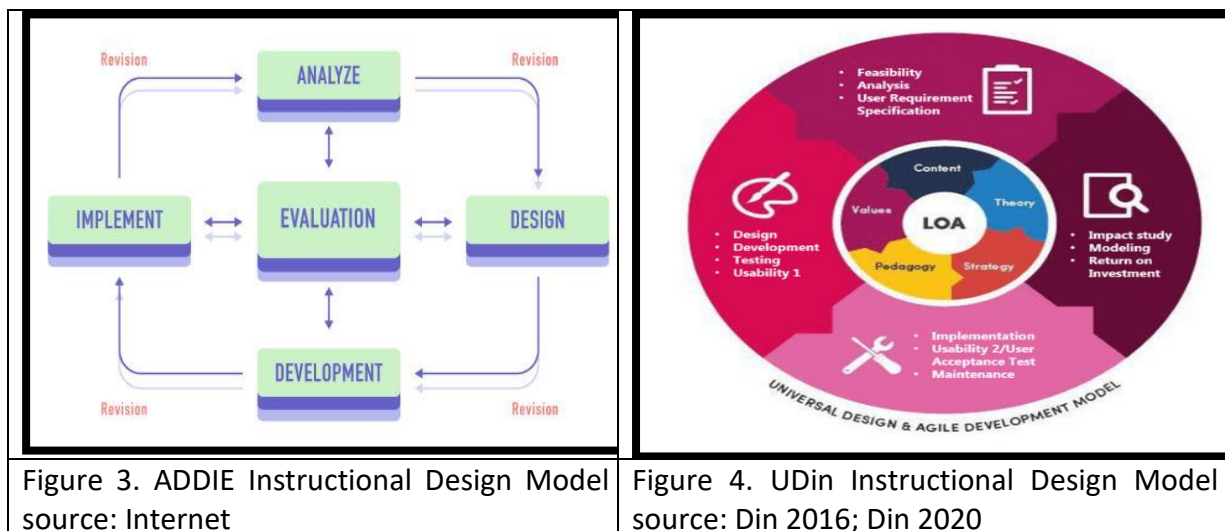 Revision
Revision
ANALYZE
IMPLEMENT
EVALUATION
DESIGN
DEVELOPMENT
Revision
Revision
Figure 3. ADDIE Instructional Design Model
source: Internet
• Feasibility
• Analysis
• User Requirement
Specification
• Design
• Development
• Testing
• Usability 1
Content
Theory
Values
LOA
Pedagogy
Strategy
• Impact study
• Modeling
• Return on
Investment
• Implementation
• Usability 2/User
Acceptance Test
• Maintenance
UNIVERSAL DESIGN & AGILE DEVELOPMENT MODEL
Figure 4. UDin Instructional Design Model
source: Din 2016; Din 2020